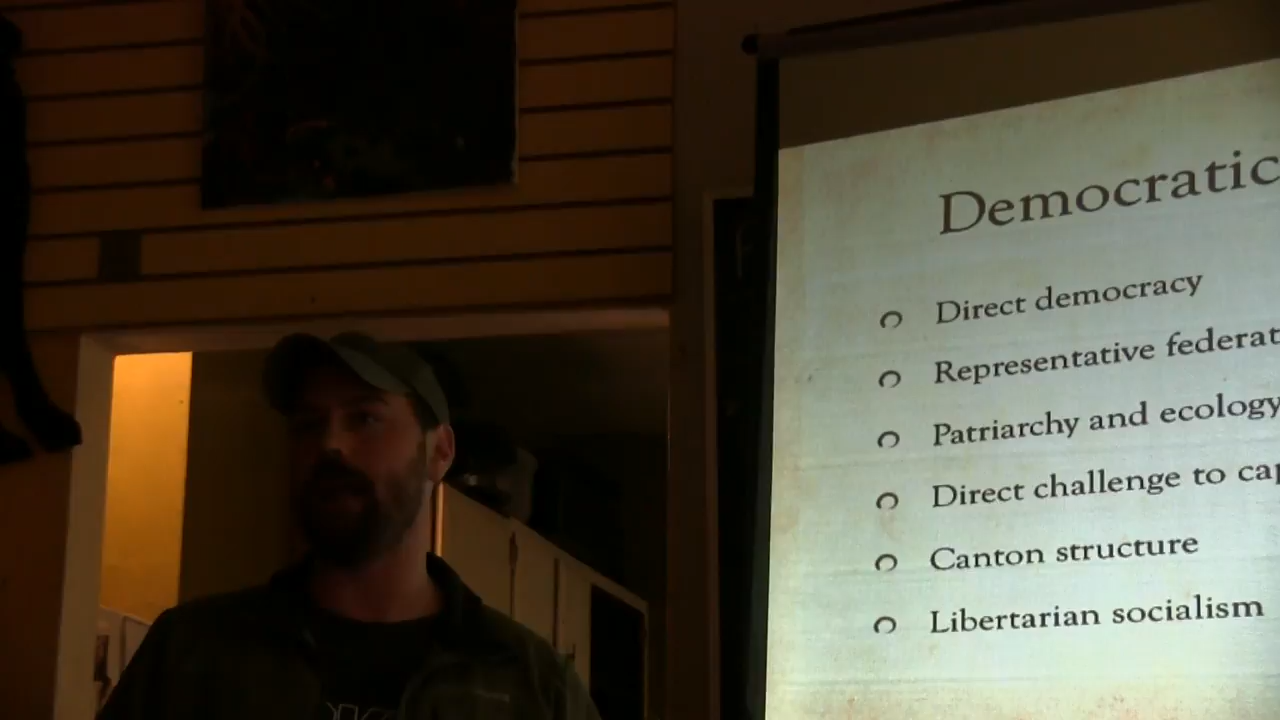 Democratic
Direct democracy
Representative federat
Patriarchy and ecology
Direct challenge to cap
Canton structure
Libertarian socialism